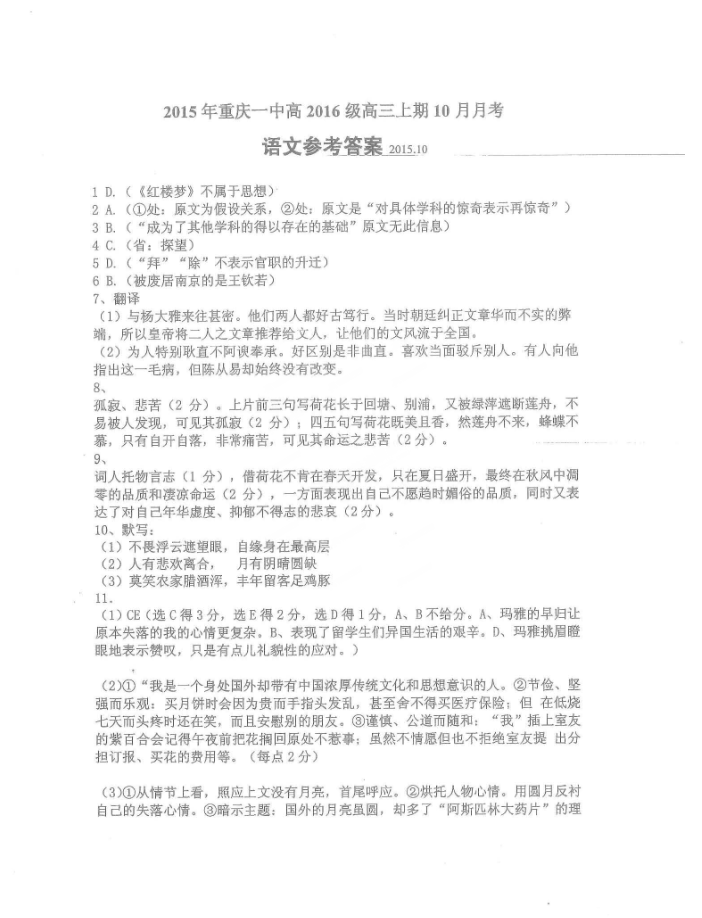 2015 年重庆一中高 2016 级高三上期 10 月月考
语文参考答案 2015.10
1 D.（《红楼梦》不属于思想）
2 A.（①处：原文为假设关系，②处：原文是“对具体学科的惊奇表示再惊奇”）
3 B.（“成为了其他学科的得以存在的基础”原文无此信息）
4 C.（省：探望）
5 D.（“拜”“除”不表示官职的升迁）
6 B.（被废居南京的是王钦若）
7、翻译
（1）与杨大雅来往甚密。他们两人都好古笃行。当时朝廷纠正文章华而不实的弊
端，所以皇帝将二人之文章推荐给文人，让他们的文风流于全国。
（2）为人特别耿直不阿谀奉承。好区别是非曲直。喜欢当面驳斥别人。有人向他
指出这一毛病，但陈从易却始终没有改变。
8、
孤寂、悲苦（2 分）。上片前三句写荷花长于回塘、别浦，又被绿萍遮断莲舟，不
易被人发现，可见其孤寂（2 分）；四五句写荷花既美且香，然莲舟不来，蜂蝶不
慕，只有自开自落，非常痛苦，可见其命运之悲苦（2 分）。
9、
词人托物言志（1 分），借荷花不肯在春天开发，只在夏日盛开，最终在秋风中凋
零的品质和凄凉命运（2 分），一方面表现出自己不愿趋时媚俗的品质，同时又表
达了对自己年华虚度、抑郁不得志的悲哀（2 分）。
10、默写：
（1）不畏浮云遮望眼，自缘身在最高层
（2）人有悲欢离合，　月有阴晴圆缺
（3）莫笑农家腊酒浑，丰年留客足鸡豚
11.
（1）CE（选 C 得 3 分，选 E 得 2 分，选 D 得 1 分，A、B 不给分。A、玛雅的早归让
原本失落的我的心情更复杂。B、表现了留学生们异国生活的艰辛。D、玛雅挑眉瞪
眼地表示赞叹，只是有点儿礼貌性的应对。）
（2）①“我是一个身处国外却带有中国浓厚传统文化和思想意识的人。②节俭、坚
强而乐观：买月饼时会因为贵而手指头发乱，甚至舍不得买医疗保险；但 在低烧
七天而头疼时还在笑，而且安慰别的朋友。③谨慎、公道而随和：“我”插上室友
的紫百合会记得午夜前把花搁回原处不惹事；虽然不情愿但也不拒绝室友提 出分
担订报、买花的费用等。（每点 2 分）
（3）①从情节上看，照应上文没有月亮，首尾呼应。②烘托人物心情。用圆月反衬
自己的失落心情。③暗示主题：国外的月亮虽圆，却多了“阿斯匹林大药片”的理